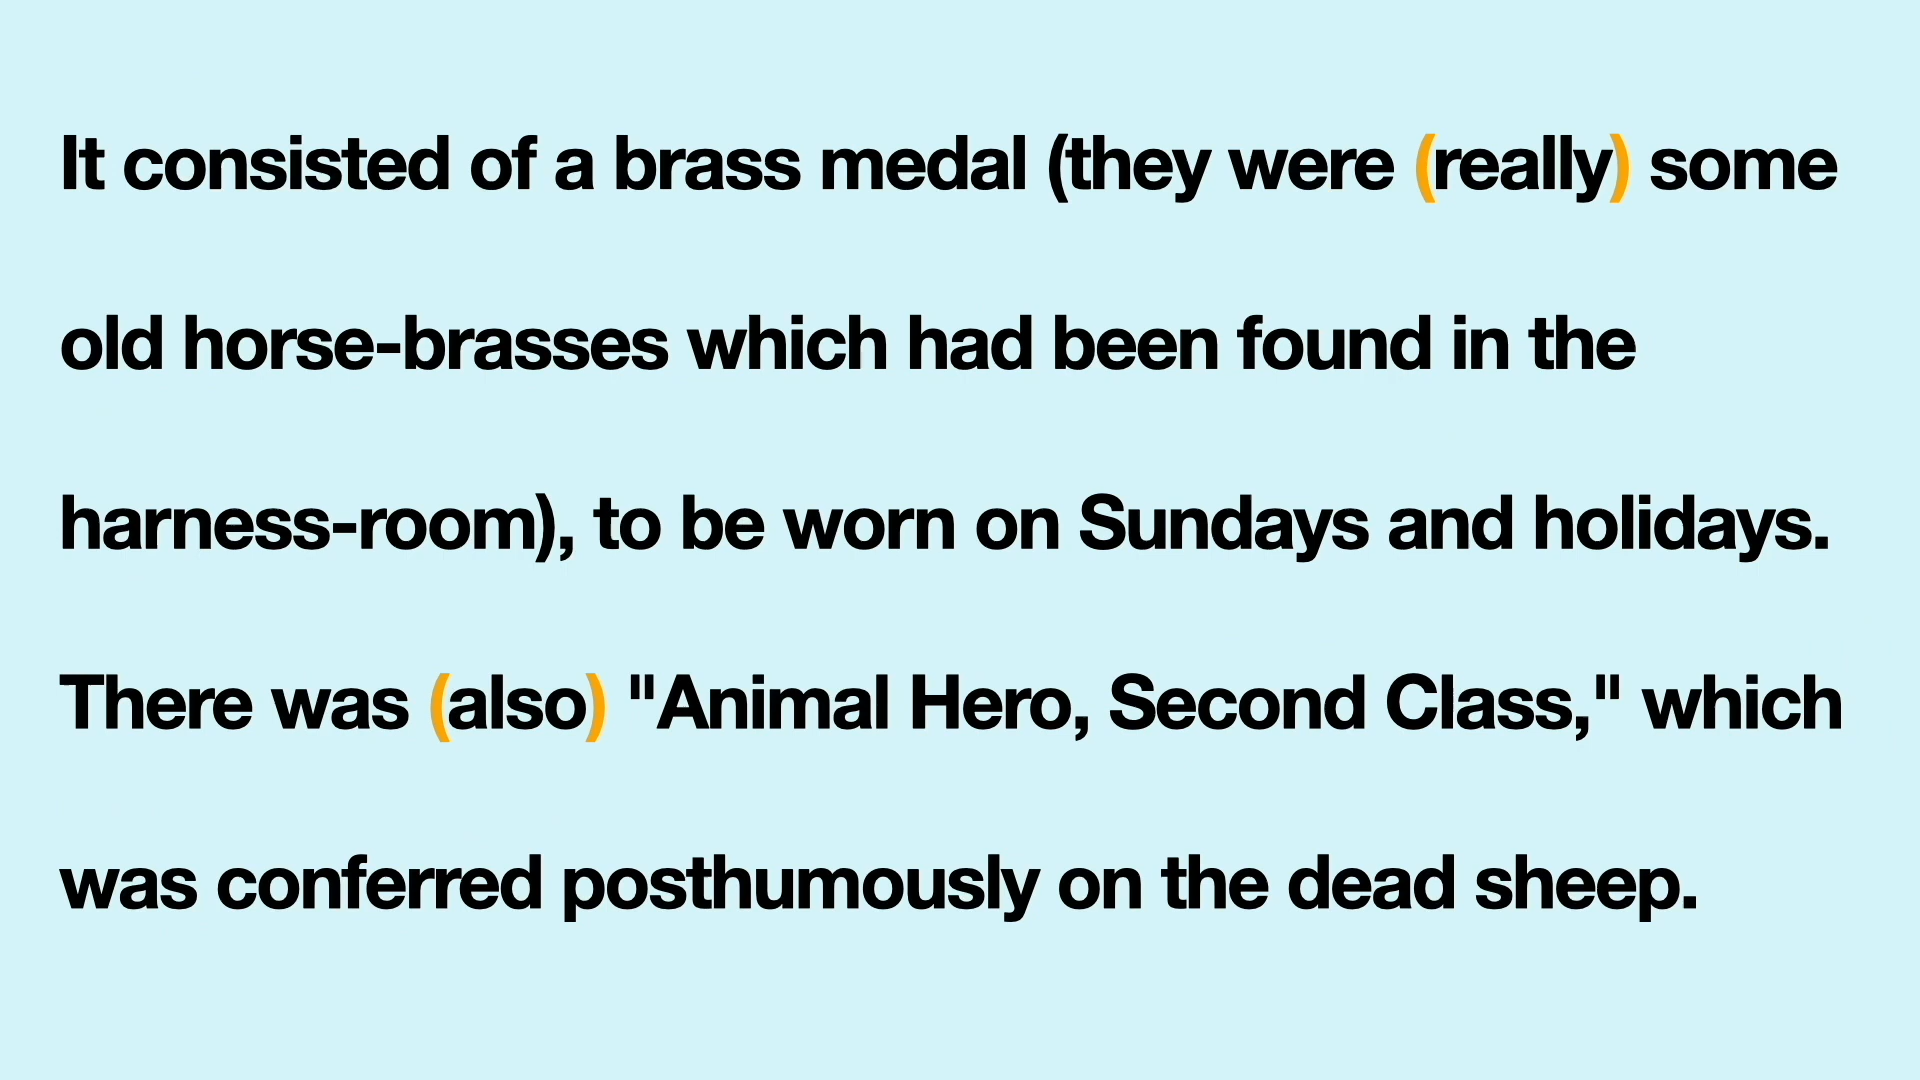 It consisted of a brass medal (they were (really) some
old horse-brasses which had been found in the
harness-room), to be worn on Sundays and holidays.
There was (also) "Animal Hero, Second Class," which
was conferred posthumously on the dead sheep.